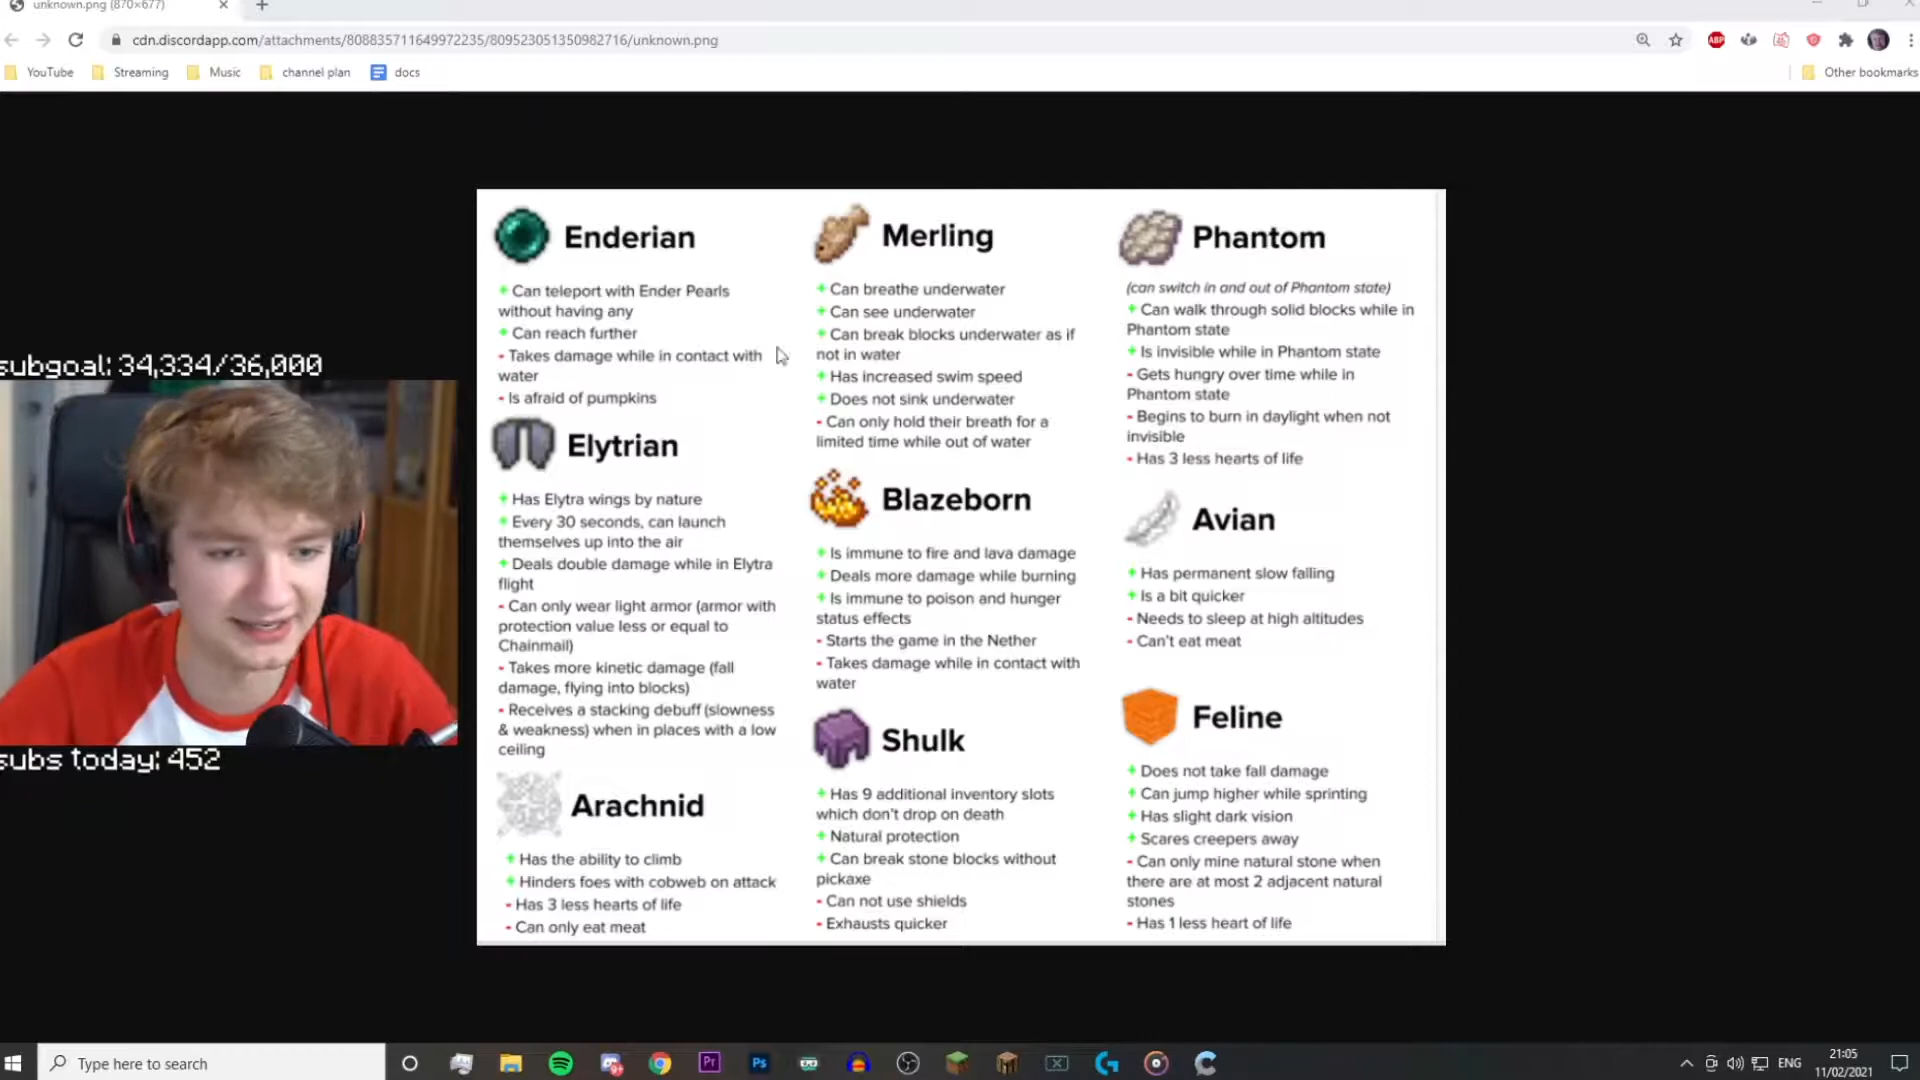 unknown.png (870×677)
cdn.discordapp.com/attachments/808835711649972235/809523051350982716/unknown.png
ABP
YouTube
Streaming
Music
channel plan
docs
Other bookmarks
subgoal: 34,334/36,000
subs today: 452
Enderian
+ Can teleport with Ender Pearls
without having any
+ Can reach further
- Takes damage while in contact with
water
- Is afraid of pumpkins
Elytrian
+ Has Elytra wings by nature
+ Every 30 seconds, can launch
themselves up into the air
+ Deals double damage while in Elytra
flight
- Can only wear light armor (armor with
protection value less or equal to
Chainmail)
- Takes more kinetic damage (fall
damage, flying into blocks)
- Receives a stacking debuff (slowness
& weakness) when in places with a low
ceiling
Arachnid
+ Has the ability to climb
+ Hinders foes with cobweb on attack
- Has 3 less hearts of life
- Can only eat meat
Merling
+ Can breathe underwater
+ Can see underwater
+ Can break blocks underwater as if
not in water
+ Has increased swim speed
+ Does not sink underwater
- Can only hold their breath for a
limited time while out of water
Blazeborn
+ Is immune to fire and lava damage
+ Deals more damage while burning
+ Is immune to poison and hunger
status effects
- Starts the game in the Nether
- Takes damage while in contact with
water
Shulk
+ Has 9 additional inventory slots
which don't drop on death
+ Natural protection
+ Can break stone blocks without
pickaxe
- Can not use shields
- Exhausts quicker
Phantom
(can switch in and out of Phantom state)
+ Can walk through solid blocks while in
Phantom state
+ Is invisible while in Phantom state
- Gets hungry over time while in
Phantom state
- Begins to burn in daylight when not
invisible
- Has 3 less hearts of life
Avian
+ Has permanent slow falling
+ Is a bit quicker
- Needs to sleep at high altitudes
- Can't eat meat
Feline
+ Does not take fall damage
+ Can jump higher while sprinting
+ Has slight dark vision
+ Scares creepers away
- Can only mine natural stone when
there are at most 2 adjacent natural
stones
- Has 1 less heart of life
Type here to search
Pr
Ps
ENG
21:05
11/02/2021